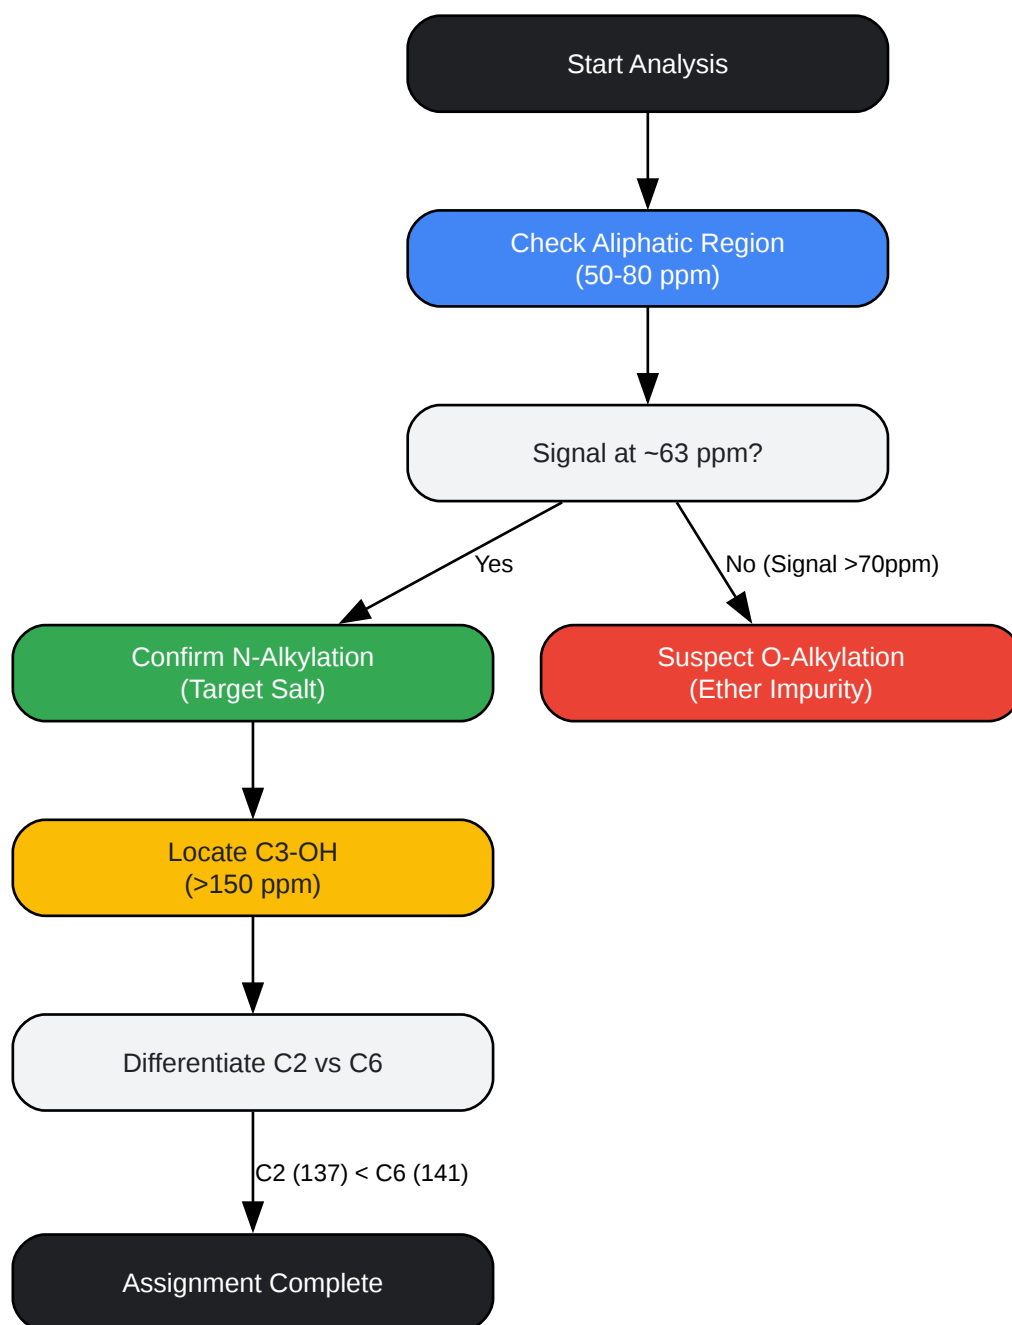 Start Analysis
Check Aliphatic Region
(50-80 ppm)
Signal at ~63 ppm?
Yes
No (Signal >70ppm)
Confirm N-Alkylation
(Target Salt)
Suspect O-Alkylation
(Ether Impurity)
Locate C3-OH
(>150 ppm)
Differentiate C2 vs C6
C2 (137) < C6 (141)
Assignment Complete